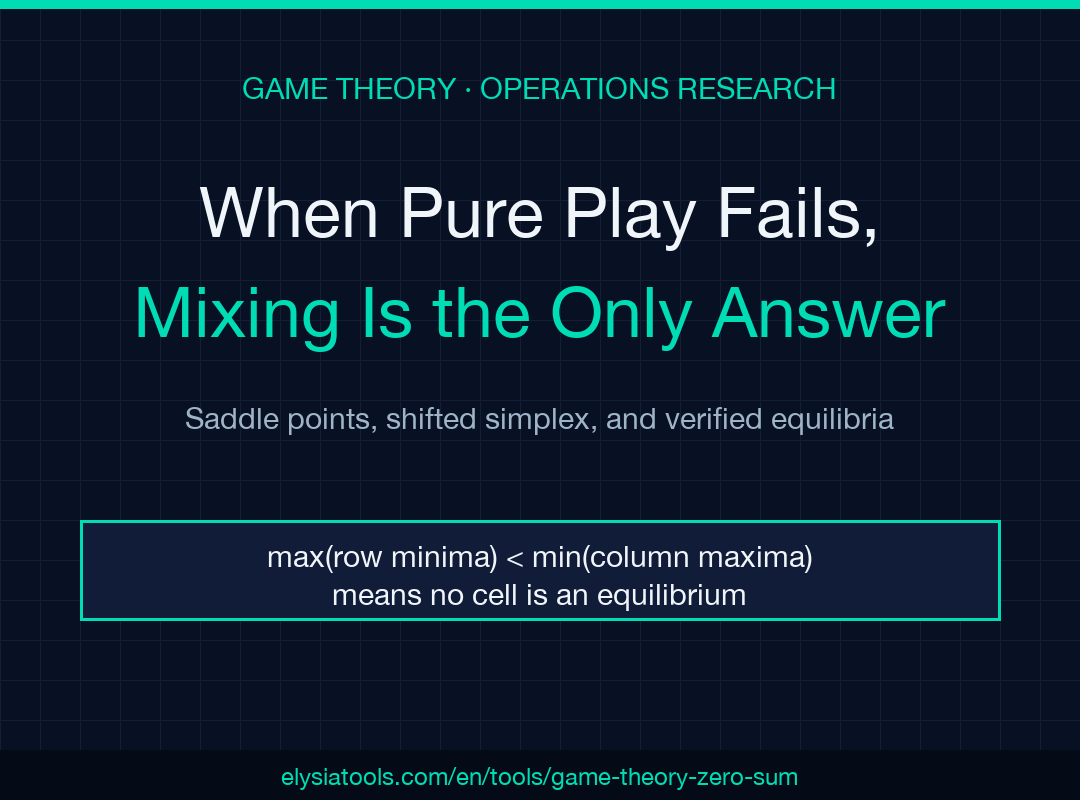 GAME THEORY · OPERATIONS RESEARCH
When Pure Play Fails,
Mixing Is the Only Answer
Saddle points, shifted simplex, and verified equilibria
max(row minima) < min(column maxima)
means no cell is an equilibrium
elysiatools.com/en/tools/game-theory-zero-sum